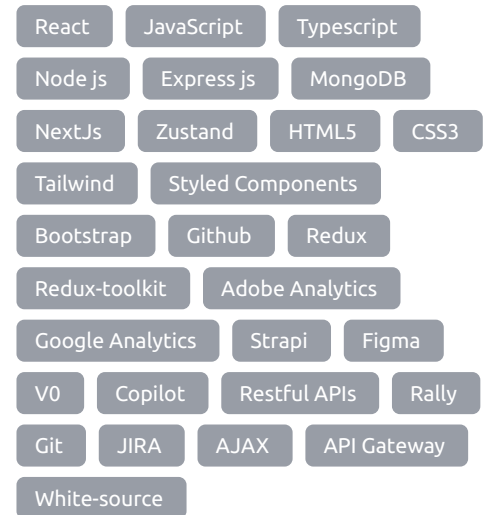 React JavaScript Typescript
Node js Express js MongoDB
NextJs Zustand HTML5 CSS3
Tailwind Styled Components
Bootstrap Github Redux
Redux-toolkit Adobe Analytics
Google Analytics Strapi Figma
V0 Copilot Restful APIs Rally
Git JIRA AJAX API Gateway
White-source